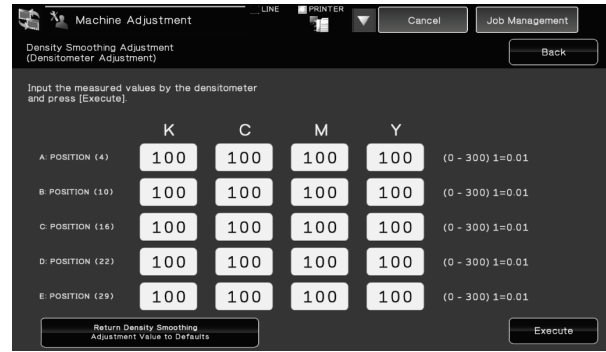 LINE PRINTER
Machine Adjustment Cancel Job Management
Density Smoothing Adjustment
(Densitometer Adjustment)
Back
Input the measured values by the densitometer
and press [Execute].
K C M Y
A: POSITION (4) 100 100 100 100 (0 - 300) 1=0.01
B: POSITION (10) 100 100 100 100 (0 - 300) 1=0.01
C: POSITION (16) 100 100 100 100 (0 - 300) 1=0.01
D: POSITION (22) 100 100 100 100 (0 - 300) 1=0.01
E: POSITION (29) 100 100 100 100 (0 - 300) 1=0.01
Return Density Smoothing
Adjustment Value to Defaults
Execute